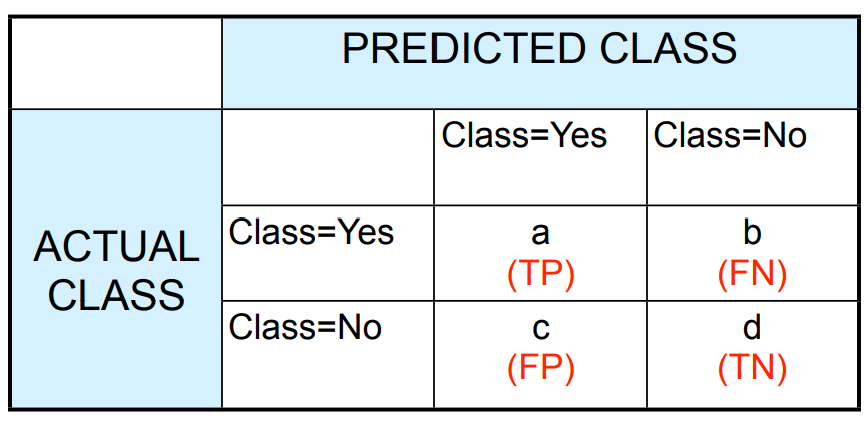 PREDICTED CLASS
Class=Yes
Class=No
ACTUAL
CLASS
Class=Yes
a
(TP)
b
(FN)
Class=No
c
(FP)
d
(TN)